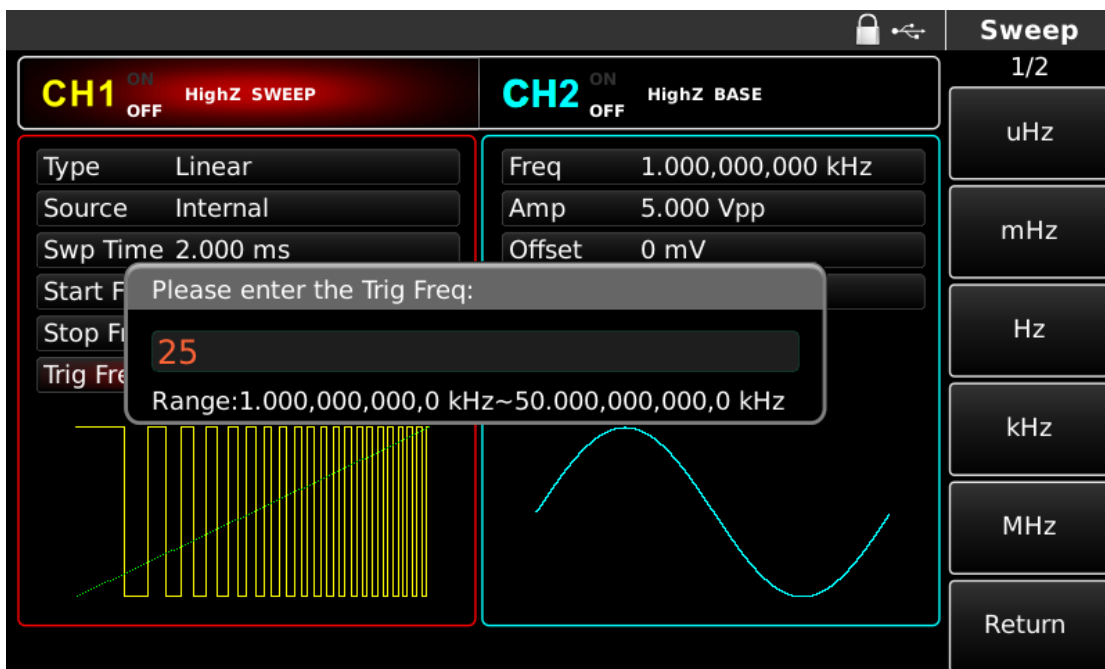 Sweep
1/2
CH1 ON OFF HighZ SWEEP
CH2 ON OFF HighZ BASE
Type Linear
Source Internal
Swp Time 2.000 ms
Start F
Stop Fr
Trig Fre
Freq 1.000,000,000 kHz
Amp 5.000 Vpp
Offset 0 mV
Please enter the Trig Freq:
25
Range:1.000,000,000,0 kHz~50.000,000,000,0 kHz
uHz
mHz
Hz
kHz
MHz
Return